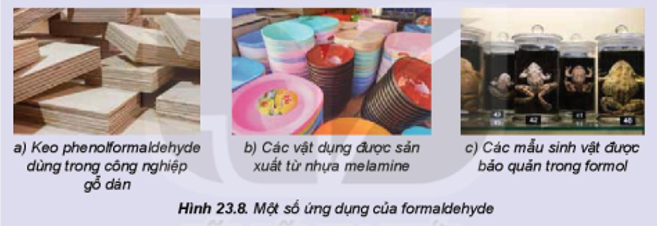 a) Keo phenolformaldehyde
dùng trong công nghiệp
gỗ dán
b) Các vật dụng được sản
xuất từ nhựa melamine
c) Các mẫu sinh vật được
bảo quản trong formol
Hình 23.8. Một số ứng dụng của formaldehyde